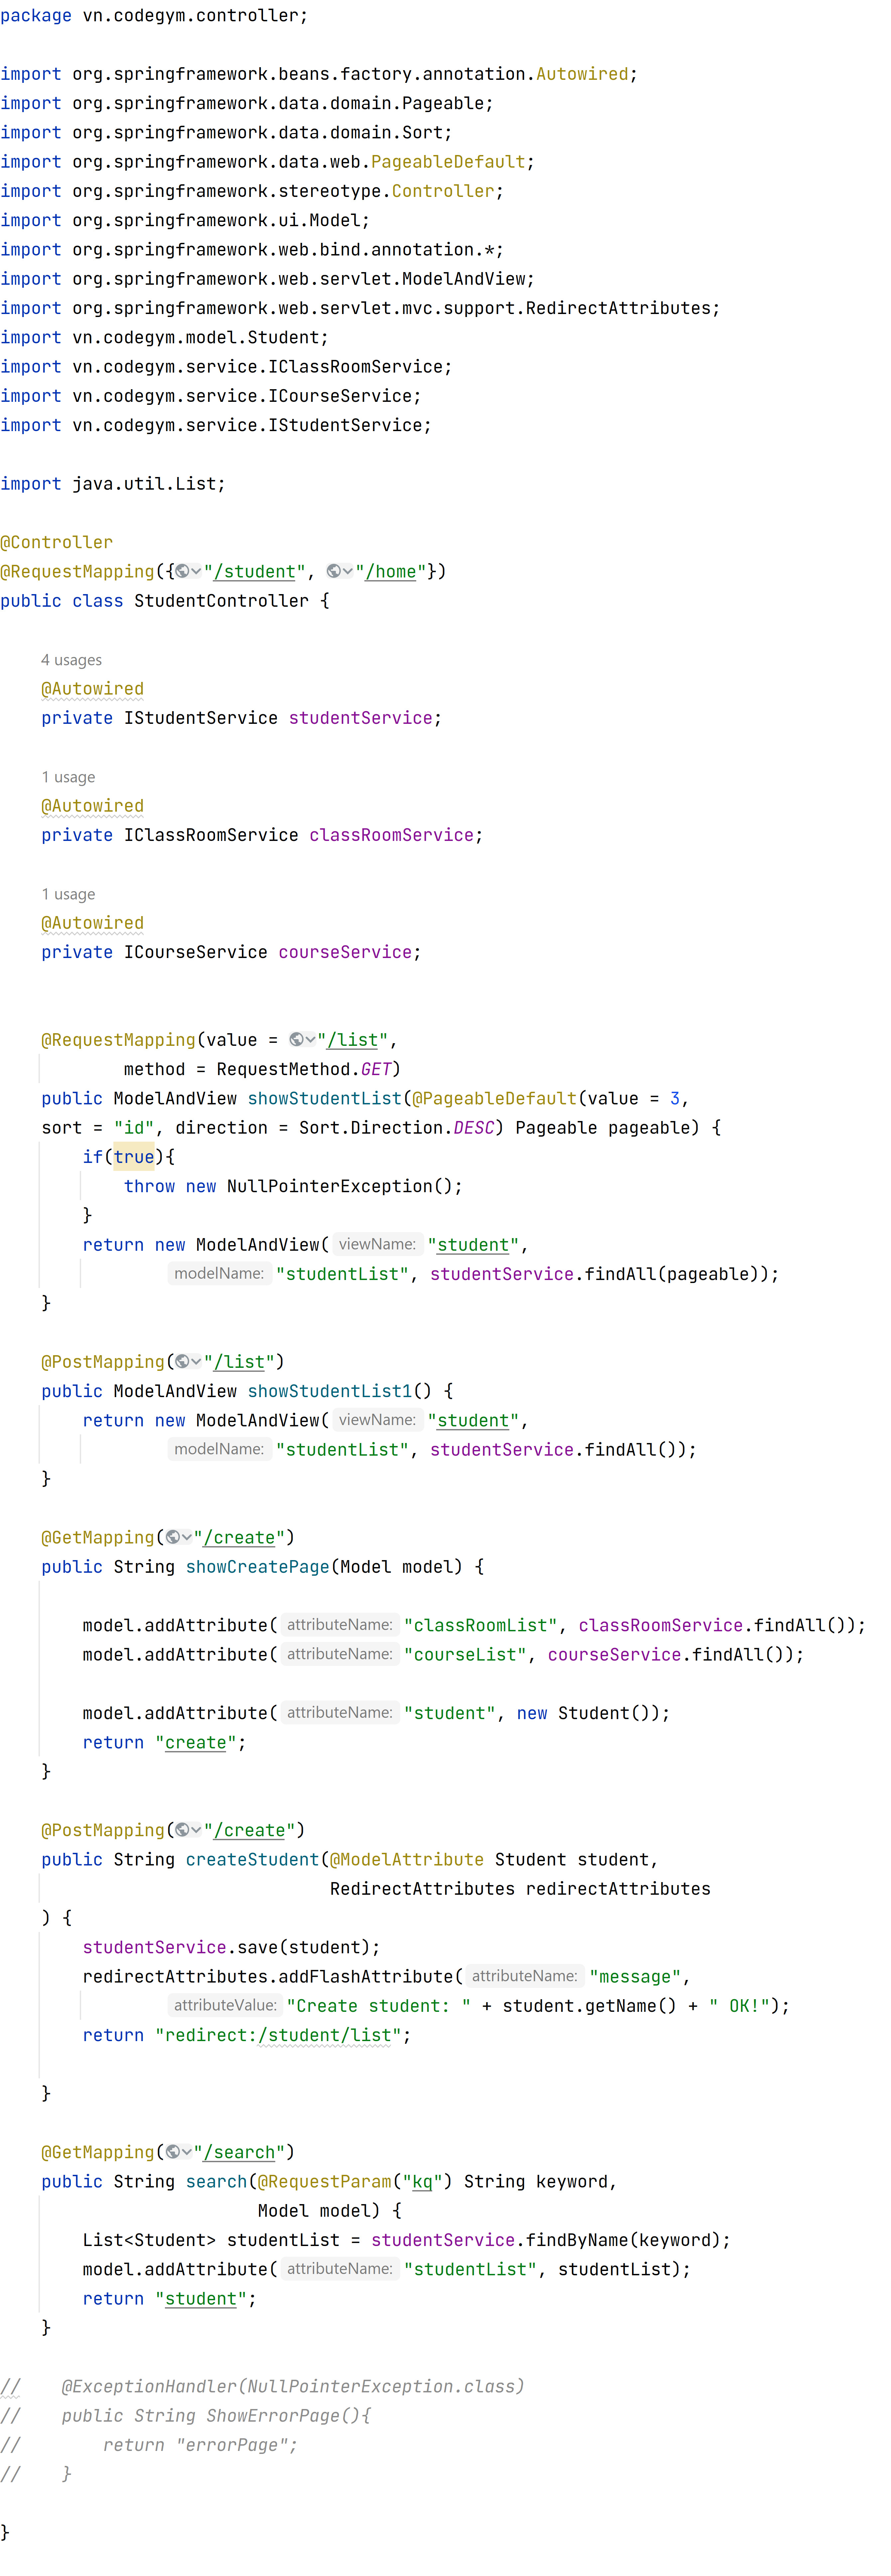 package vn.codegym.controller;

import org.springframework.beans.factory.annotation.Autowired;
import org.springframework.data.domain.Pageable;
import org.springframework.data.domain.Sort;
import org.springframework.data.web.PageableDefault;
import org.springframework.stereotype.Controller;
import org.springframework.ui.Model;
import org.springframework.web.bind.annotation.*;
import org.springframework.web.servlet.ModelAndView;
import org.springframework.web.servlet.mvc.support.RedirectAttributes;
import vn.codegym.model.Student;
import vn.codegym.service.IClassRoomService;
import vn.codegym.service.ICourseService;
import vn.codegym.service.IStudentService;

import java.util.List;

@Controller
@RequestMapping({"/student", "/home"})
public class StudentController {

    4 usages
    @Autowired
    private IStudentService studentService;

    1 usage
    @Autowired
    private IClassRoomService classRoomService;

    1 usage
    @Autowired
    private ICourseService courseService;


    @RequestMapping(value = "/list",
            method = RequestMethod.GET)
    public ModelAndView showStudentList(@PageableDefault(value = 3,
    sort = "id", direction = Sort.Direction.DESC) Pageable pageable) {
        if(true){
            throw new NullPointerException();
        }
        return new ModelAndView( viewName: "student",
                modelName: "studentList", studentService.findAll(pageable));
    }

    @PostMapping("/list")
    public ModelAndView showStudentList1() {
        return new ModelAndView( viewName: "student",
                modelName: "studentList", studentService.findAll());
    }

    @GetMapping("/create")
    public String showCreatePage(Model model) {

        model.addAttribute( attributeName: "classRoomList", classRoomService.findAll());
        model.addAttribute( attributeName: "courseList", courseService.findAll());

        model.addAttribute( attributeName: "student", new Student());
        return "create";
    }

    @PostMapping("/create")
    public String createStudent(@ModelAttribute Student student,
                                RedirectAttributes redirectAttributes
    ) {
        studentService.save(student);
        redirectAttributes.addFlashAttribute( attributeName: "message",
                attributeValue: "Create student: " + student.getName() + " OK!");
        return "redirect:/student/list";

    }

    @GetMapping("/search")
    public String search(@RequestParam("kq") String keyword,
                         Model model) {
        List<Student> studentList = studentService.findByName(keyword);
        model.addAttribute( attributeName: "studentList", studentList);
        return "student";
    }

//    @ExceptionHandler(NullPointerException.class)
//    public String ShowErrorPage(){
//        return "errorPage";
//    }

}